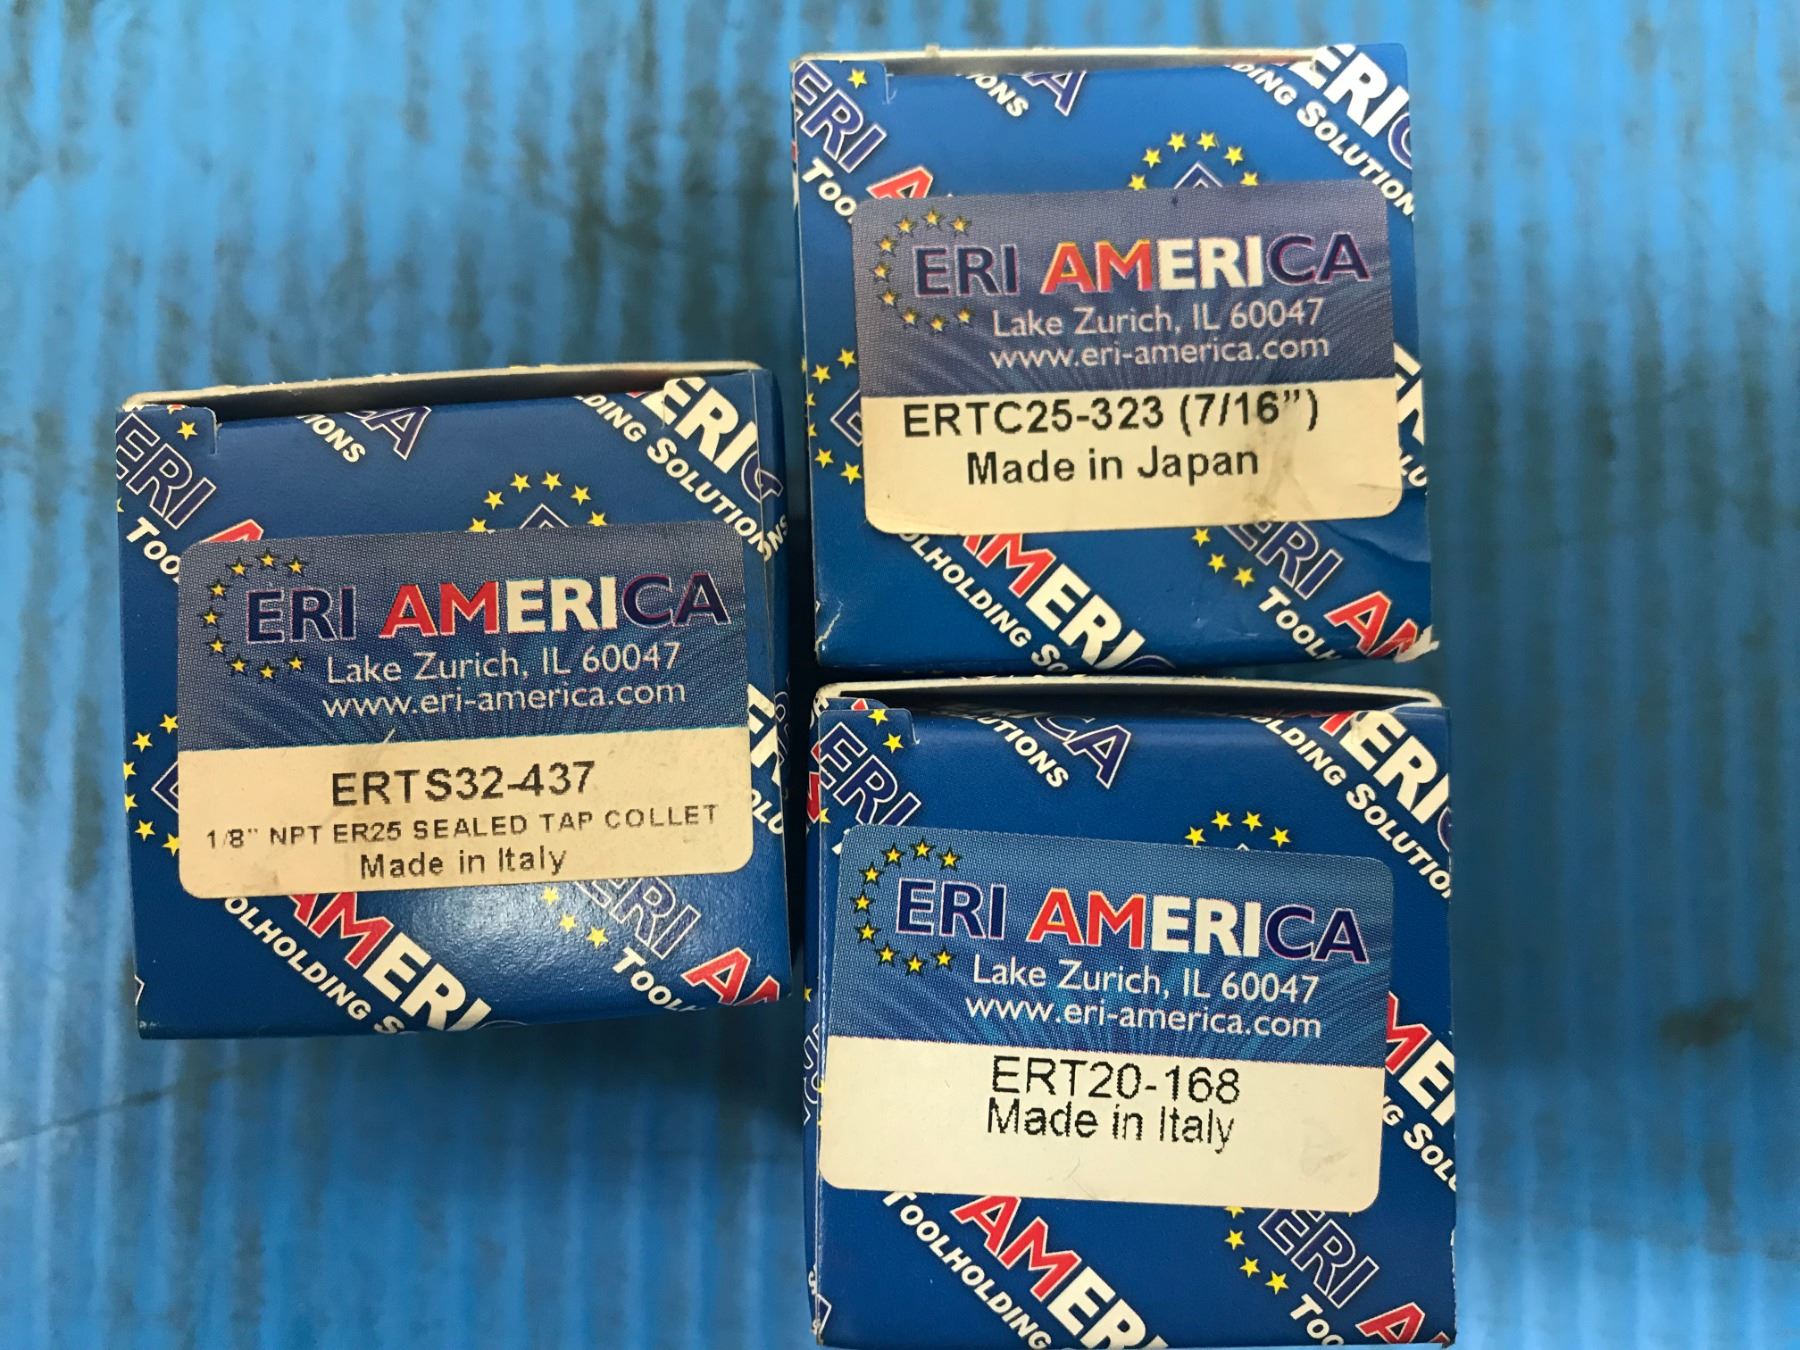 ERI AMERICA
Lake Zurich, IL 60047
www.eri-america.com
ERTC25-323 (7/16")
Made in Japan
ERI AMERICA
Lake Zurich, IL 60047
www.eri-america.com
ERTS32-437
1/8" NPT ER25 SEALED TAP COLLET
Made in Italy
ERI AMERICA
Lake Zurich, IL 60047
www.eri-america.com
ERT20-168
Made in Italy